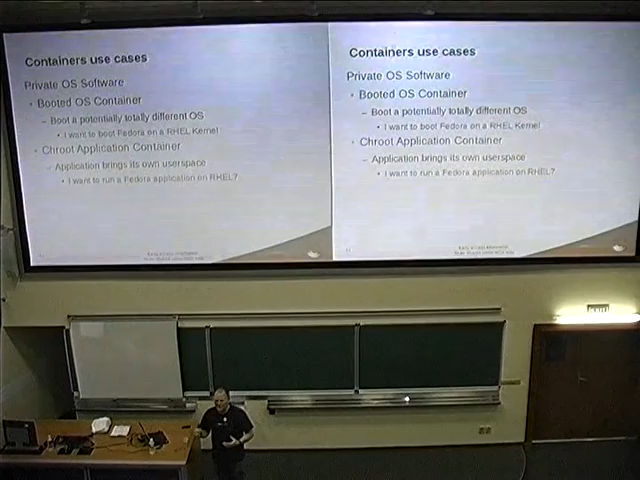 Containers use cases
Private OS Software
• Booted OS Container
– Boot a potentially totally different OS
• I want to boot Fedora on a RHEL Kernel
• Chroot Application Container
– Application brings its own userspace
• I want to run a Fedora application on RHEL?
Containers use cases
Private OS Software
• Booted OS Container
– Boot a potentially totally different OS
• I want to boot Fedora on a RHEL Kernel
• Chroot Application Container
– Application brings its own userspace
• I want to run a Fedora application on RHEL?
EXIT